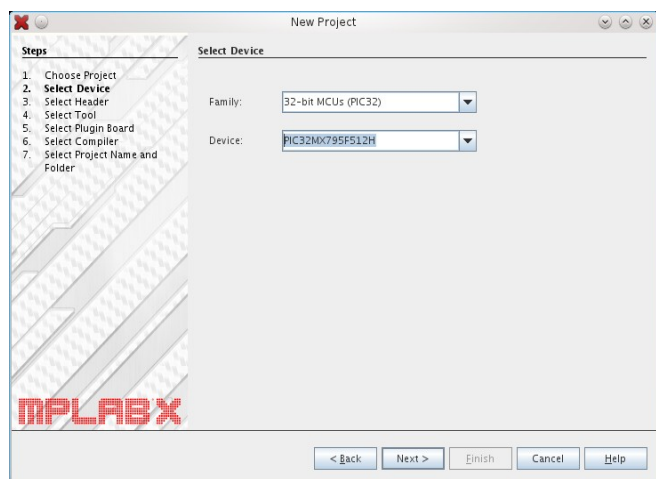 New Project
Steps
1. Choose Project
2. Select Device
3. Select Header
4. Select Tool
5. Select Plugin Board
6. Select Compiler
7. Select Project Name and
Folder
Select Device
Family: 32-bit MCUs (PIC32)
Device: PIC32MX795F512H
MPLAB X
< Back Next > Finish Cancel Help